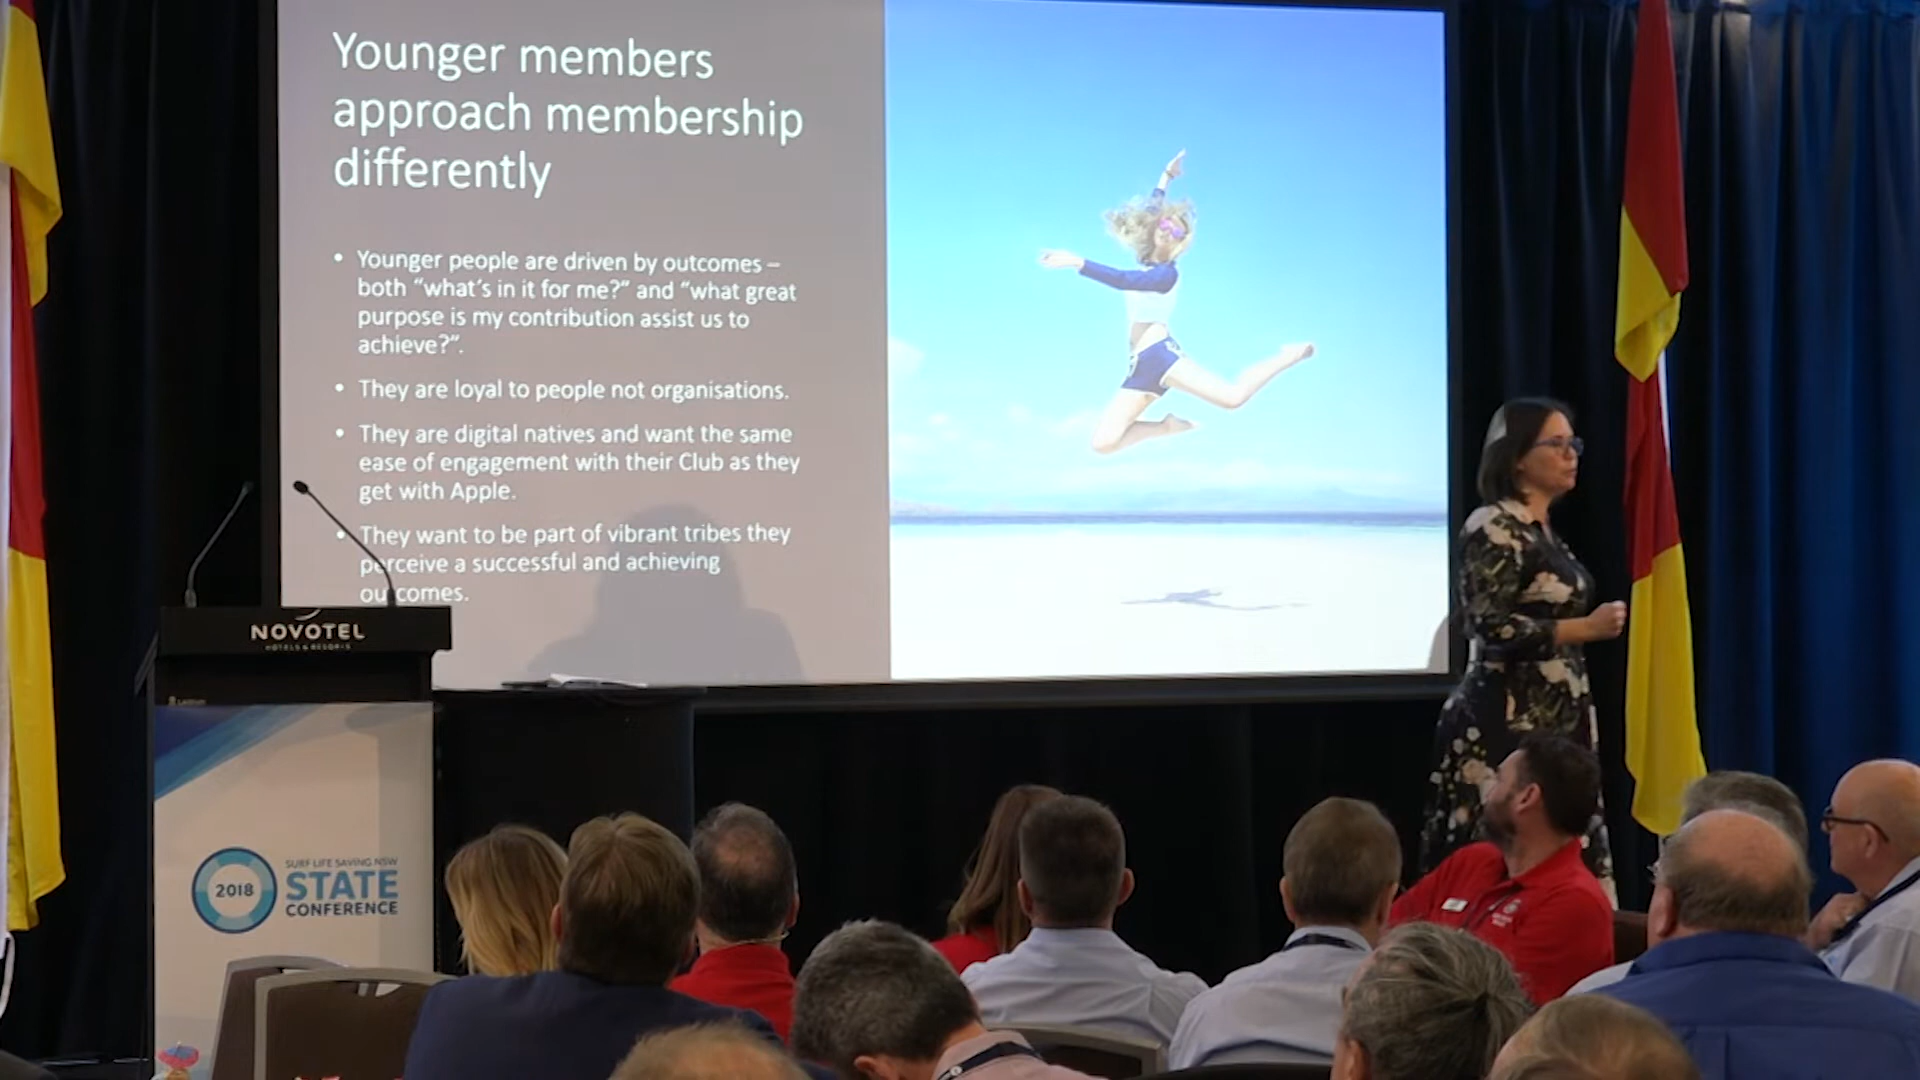 Younger members
approach membership
differently
• Younger people are driven by outcomes –
both “what’s in it for me?” and “what great
purpose is my contribution assist us to
achieve?”.
• They are loyal to people not organisations.
• They are digital natives and want the same
ease of engagement with their Club as they
get with Apple.
• They want to be part of vibrant tribes they
perceive a successful and achieving
outcomes.
NOVOTEL
HOTELS & RESORTS
2018
SURF LIFE SAVING NSW
STATE
CONFERENCE